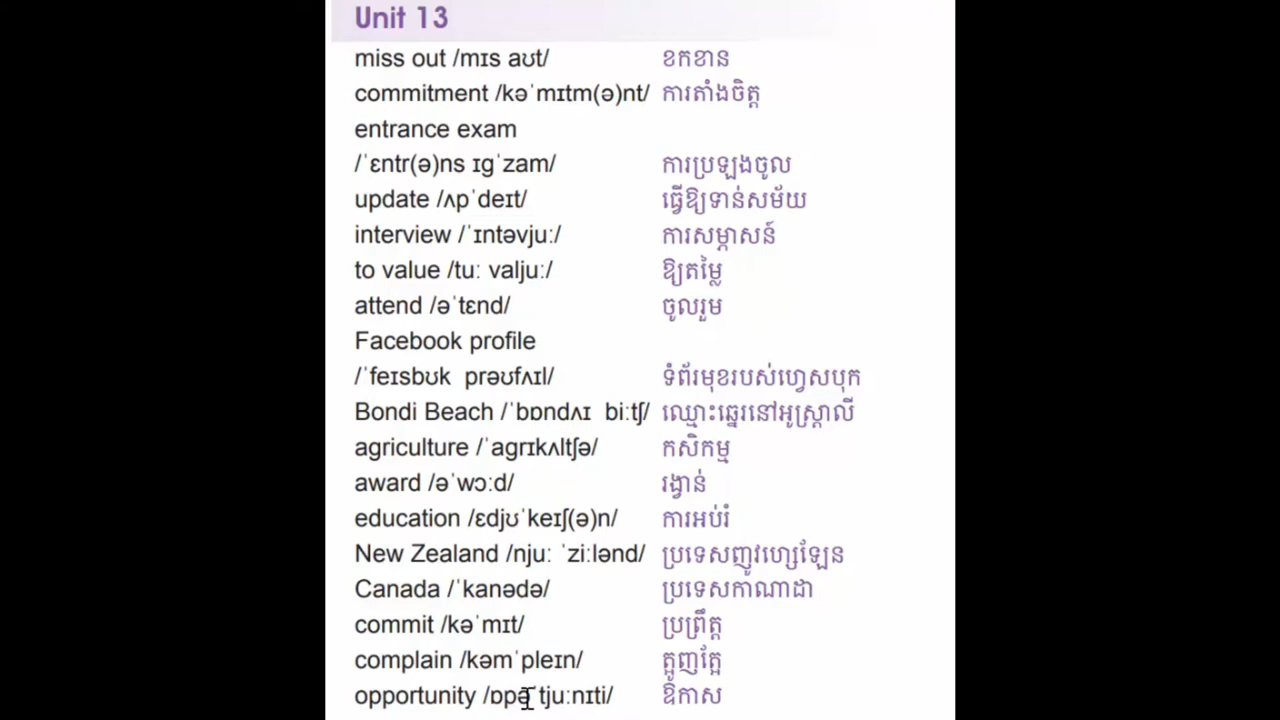 Unit 13
miss out /mɪs aʊt/ ខកខាន
commitment /kəˈmɪtm(ə)nt/ ការតាំងចិត្ត
entrance exam
/ˈɛntr(ə)ns ɪɡˈzam/ ការប្រឡងចូល
update /ʌpˈdeɪt/ ធ្វើឱ្យទាន់សម័យ
interview /ˈɪntəvjuː/ ការសម្ភាសន៍
to value /tuː valjuː/ ឱ្យតម្លៃ
attend /əˈtɛnd/ ចូលរួម
Facebook profile
/ˈfeɪsbʊk prəʊfʌɪl/ ទំព័រមុខរបស់ហ្វេសបុក
Bondi Beach /ˈbɒndʌɪ biːtʃ/ ឈ្មោះឆ្នេរនៅអូស្ត្រាលី
agriculture /ˈaɡrɪkʌltʃə/ កសិកម្ម
award /əˈwɔːd/ រង្វាន់
education /ɛdjʊˈkeɪʃ(ə)n/ ការអប់រំ
New Zealand /njuː ˈziːlənd/ ប្រទេសញូវហ្សេឡែន
Canada /ˈkanədə/ ប្រទេសកាណាដា
commit /kəˈmɪt/ ប្រព្រឹត្ត
complain /kəmˈpleɪn/ ត្អូញត្អែ
opportunity /ɒpəˈtjuːnɪti/ ឱកាស